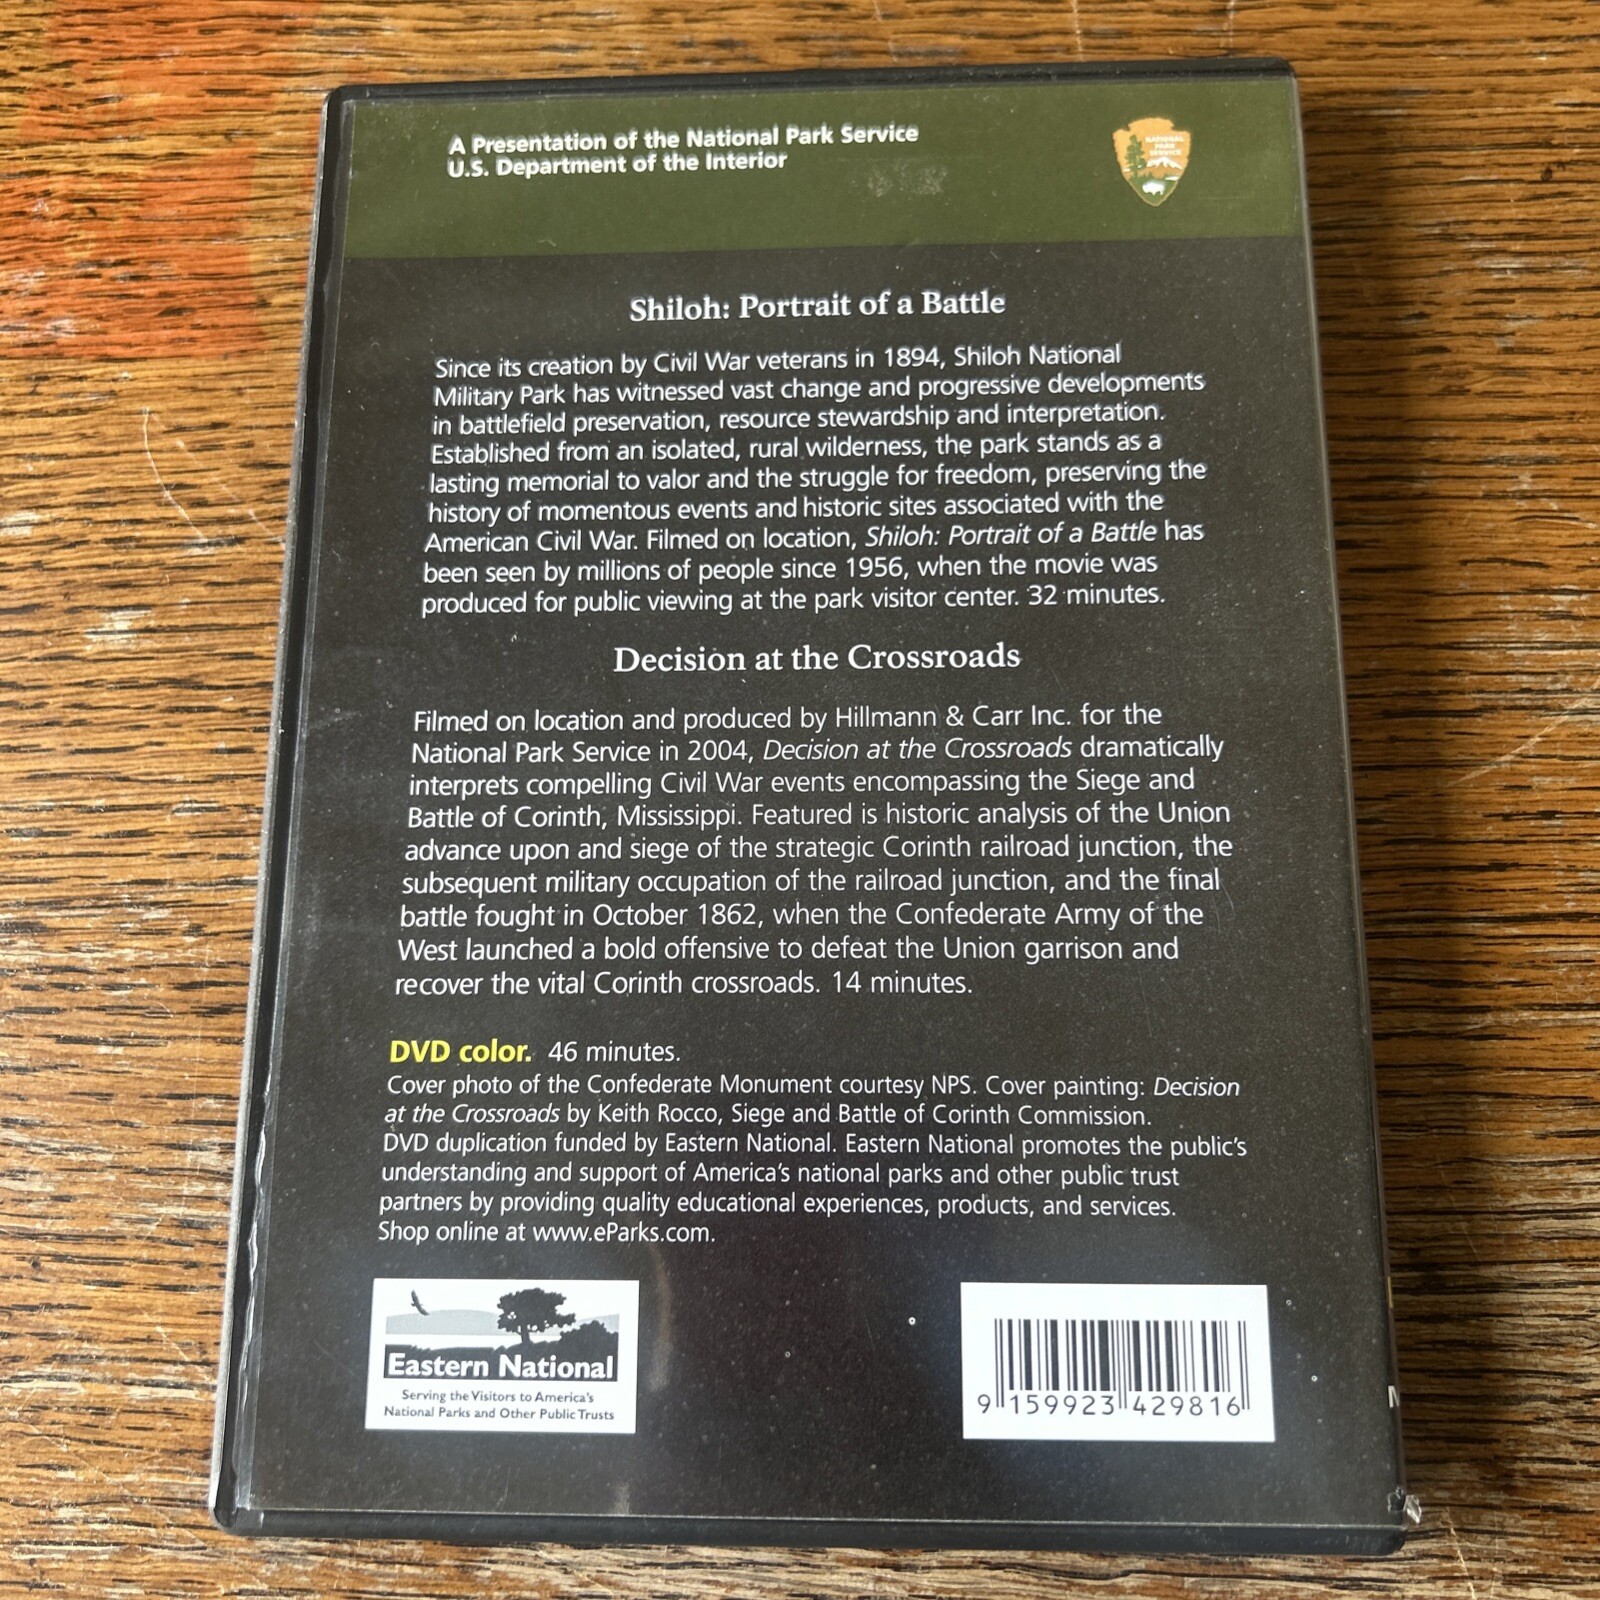 A Presentation of the National Park Service
U.S. Department of the Interior
NATIONAL
PARK
SERVICE
Shiloh: Portrait of a Battle
Since its creation by Civil War veterans in 1894, Shiloh National
Military Park has witnessed vast change and progressive developments
in battlefield preservation, resource stewardship and interpretation.
Established from an isolated, rural wilderness, the park stands as a
lasting memorial to valor and the struggle for freedom, preserving the
history of momentous events and historic sites associated with the
American Civil War. Filmed on location, Shiloh: Portrait of a Battle has
been seen by millions of people since 1956, when the movie was
produced for public viewing at the park visitor center. 32 minutes.
Decision at the Crossroads
Filmed on location and produced by Hillmann & Carr Inc. for the
National Park Service in 2004, Decision at the Crossroads dramatically
interprets compelling Civil War events encompassing the Siege and
Battle of Corinth, Mississippi. Featured is historic analysis of the Union
advance upon and siege of the strategic Corinth railroad junction, the
subsequent military occupation of the railroad junction, and the final
battle fought in October 1862, when the Confederate Army of the
West launched a bold offensive to defeat the Union garrison and
recover the vital Corinth crossroads. 14 minutes.
DVD color. 46 minutes.
Cover photo of the Confederate Monument courtesy NPS. Cover painting: Decision
at the Crossroads by Keith Rocco, Siege and Battle of Corinth Commission.
DVD duplication funded by Eastern National. Eastern National promotes the public's
understanding and support of America's national parks and other public trust
partners by providing quality educational experiences, products, and services.
Shop online at www.eParks.com.
Eastern National
Serving the Visitors to America's
National Parks and Other Public Trusts
9 159923 429816